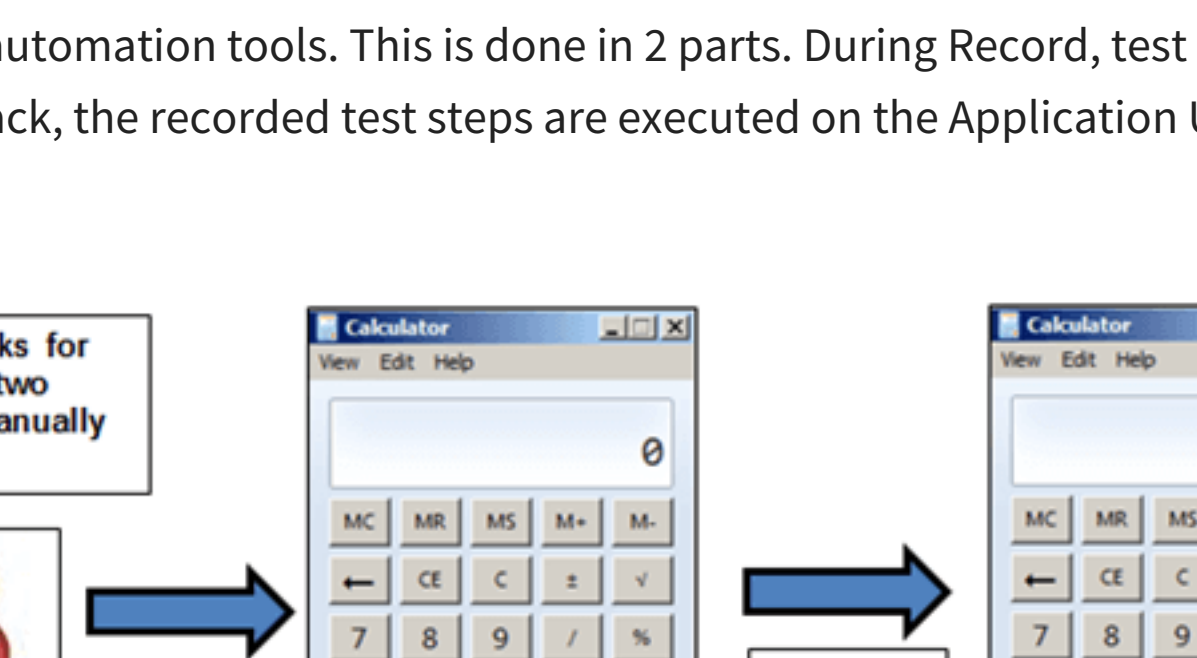 automation tools. This is done in 2 parts. During Record, test
ack, the recorded test steps are executed on the Application U
ks for
two
anually
Calculator
View Edit Help
0
MC MR MS M+ M-
← CE C ± √
7 8 9 / %
Calculator
View Edit Help
MC MR MS
← CE C
7 8 9